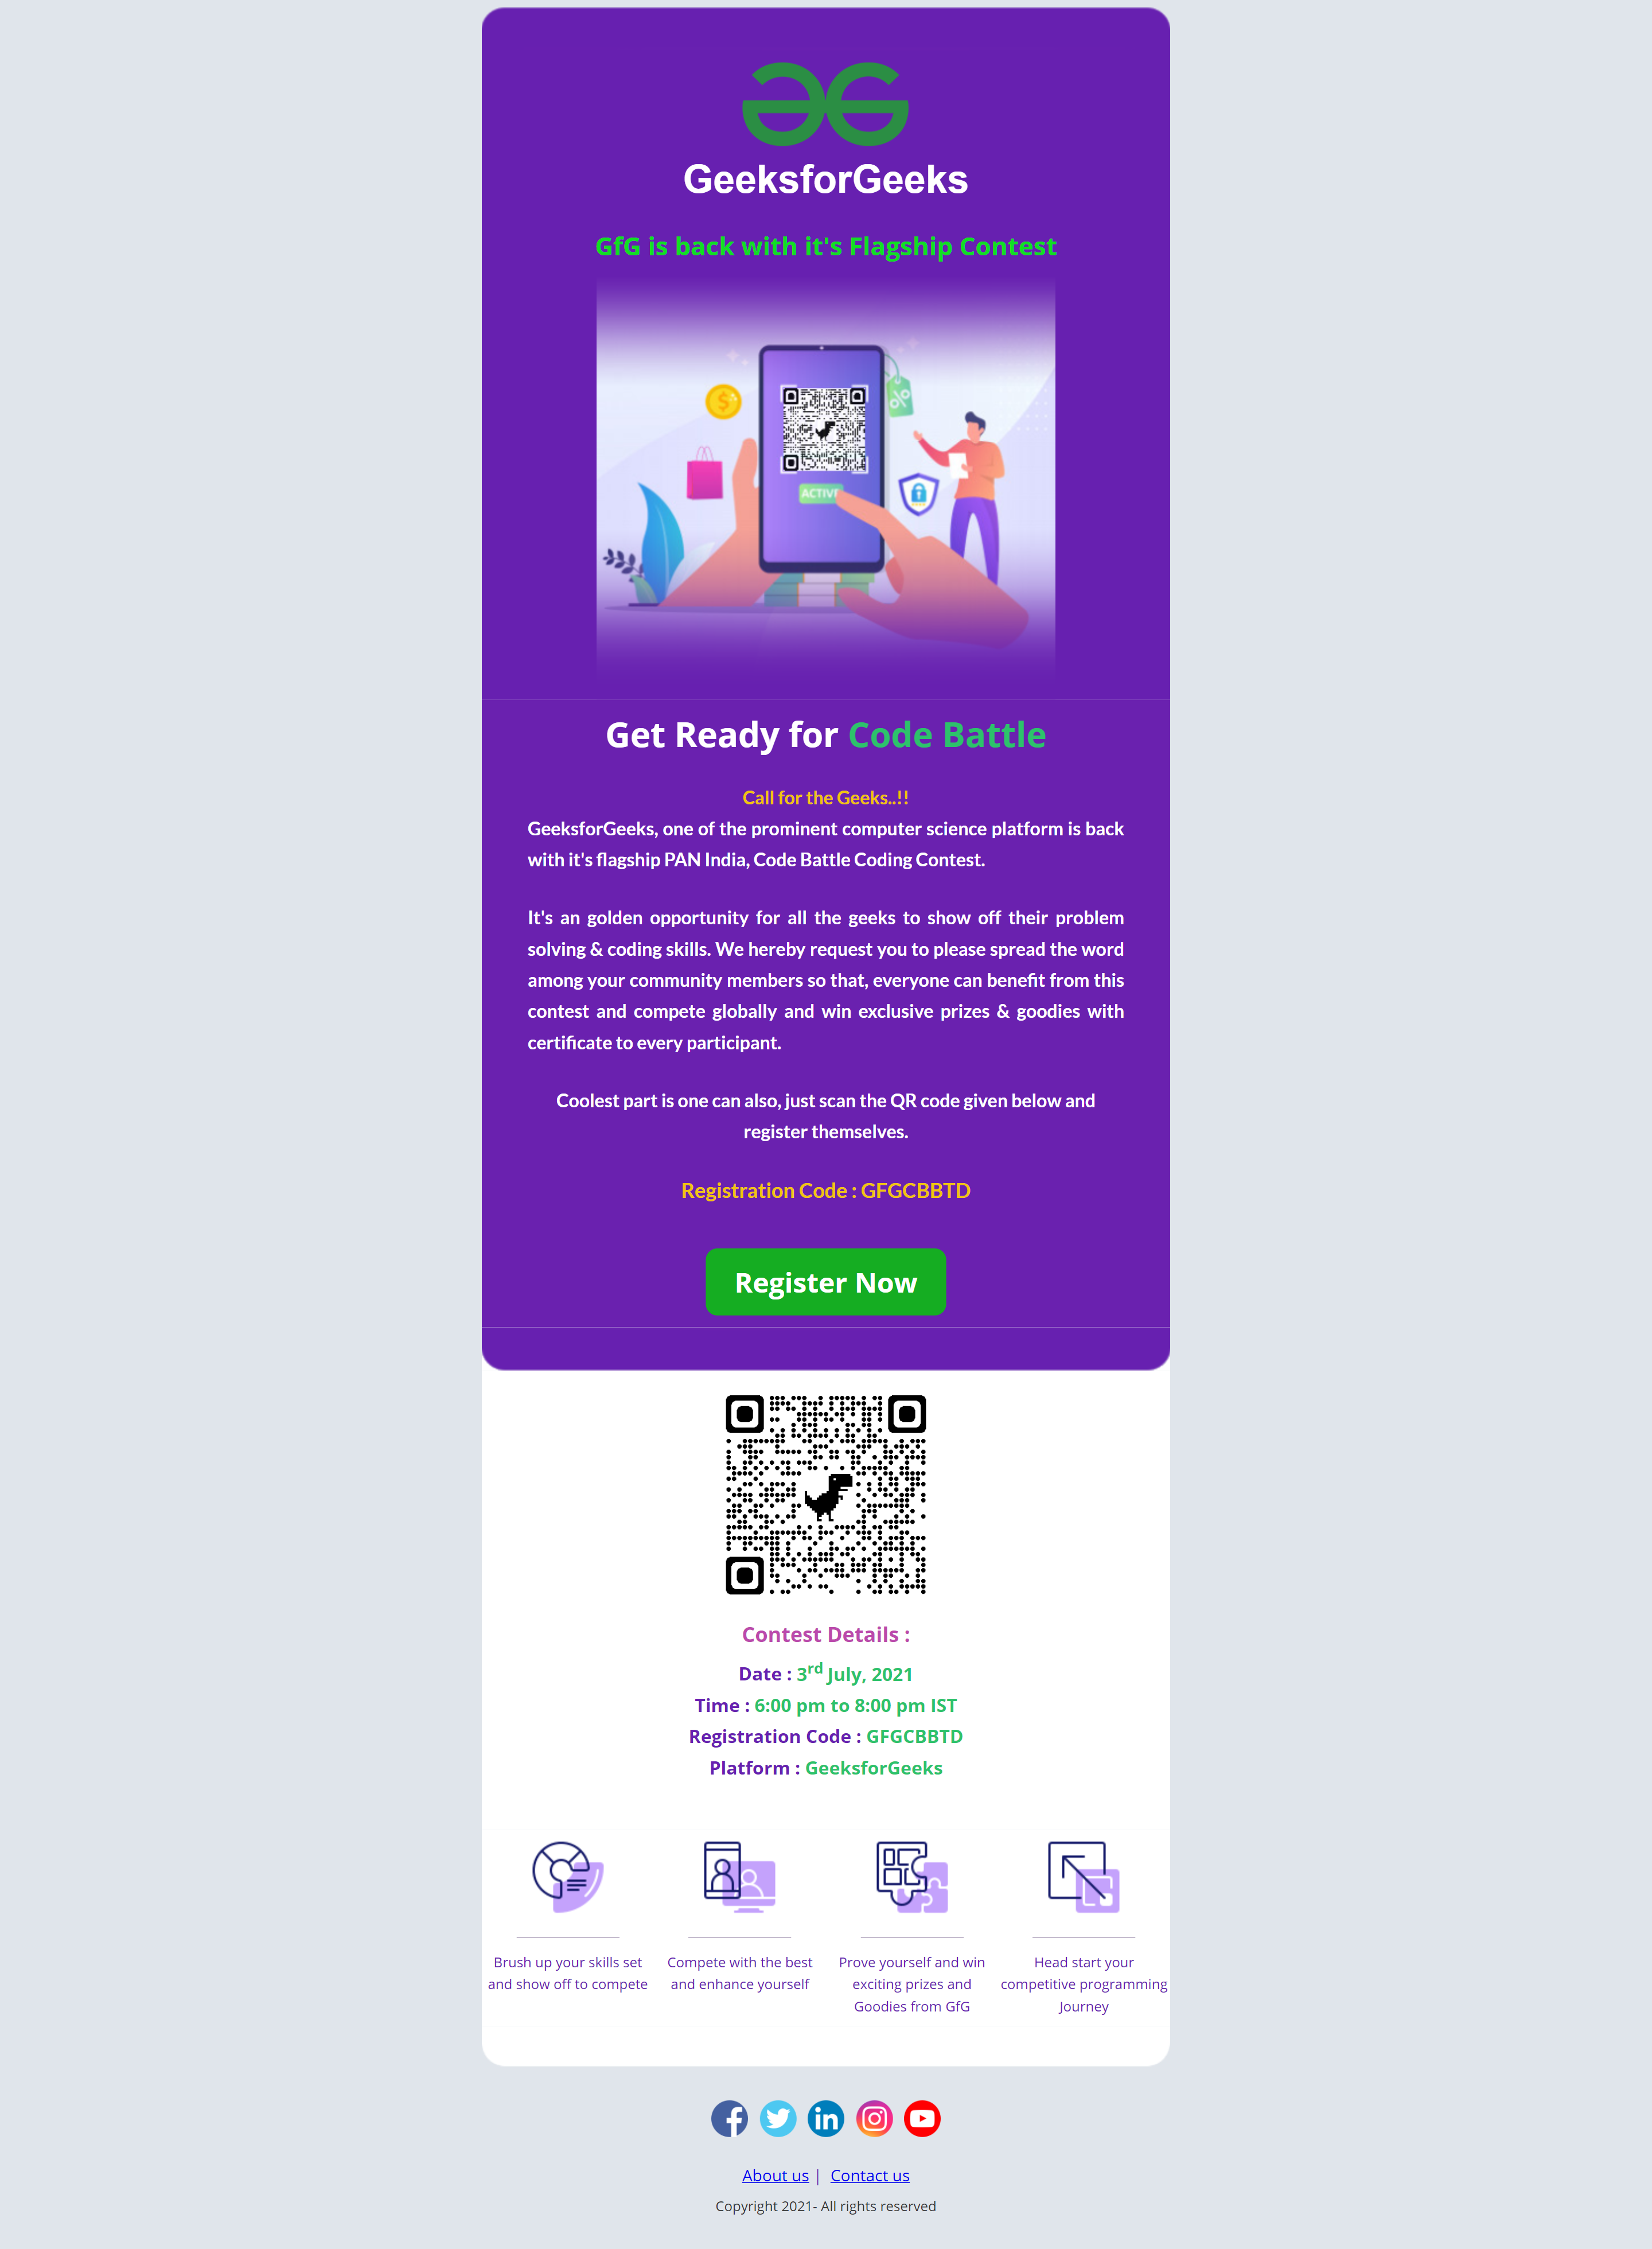 GeeksforGeeks
GfG is back with it's Flagship Contest
ACTIVE
Get Ready for Code Battle
Call for the Geeks..!!
GeeksforGeeks, one of the prominent computer science platform is back
with it's flagship PAN India, Code Battle Coding Contest.
It's an golden opportunity for all the geeks to show off their problem
solving & coding skills. We hereby request you to please spread the word
among your community members so that, everyone can benefit from this
contest and compete globally and win exclusive prizes & goodies with
certificate to every participant.
Coolest part is one can also, just scan the QR code given below and
register themselves.
Registration Code : GFGCBBTD
Register Now
Contest Details :
Date : 3rd July, 2021
Time : 6:00 pm to 8:00 pm IST
Registration Code : GFGCBBTD
Platform : GeeksforGeeks
Brush up your skills set
and show off to compete
Compete with the best
and enhance yourself
Prove yourself and win
exciting prizes and
Goodies from GfG
Head start your
competitive programming
Journey
About us | Contact us
Copyright 2021- All rights reserved